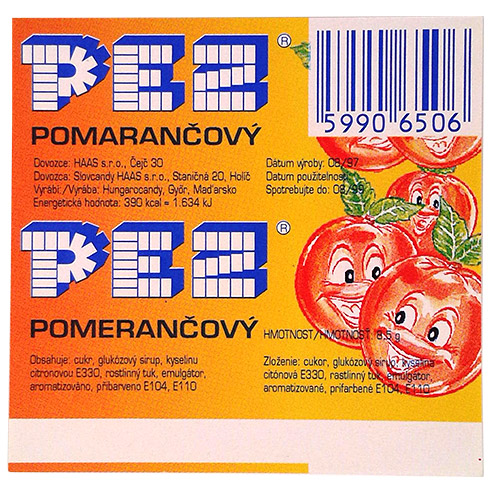 PEZ®
5990 6506
POMARANČOVÝ
Dovozce: HAAS s.r.o., Čejč 30
Dovozca: Slovcandy HAAS s.r.o., Staničná 20, Holíč
Vyrábí:/Výrába: Hungarocandy, Győr, Maďarsko
Energetická hodnota: 390 kcal = 1.634 kJ
Dátum výroby: 08/97
Datum použitelnosti
Spotrebujte do: 08/99
PEZ®
POMERANČOVÝ
HMOTNOST/HMOTNOSŤ: 8,5 g
Obsahuje: cukr, glukózový sirup, kyselinu
citronovou E330, rostlinný tuk, emulgátor,
aromatizováno, přibarveno E104, E110
Zloženie: cukor, glukózový sirup, kyselina
citónová E330, rastlinný tuk, emulgátor,
aromatizované, prifarbené E104, E110